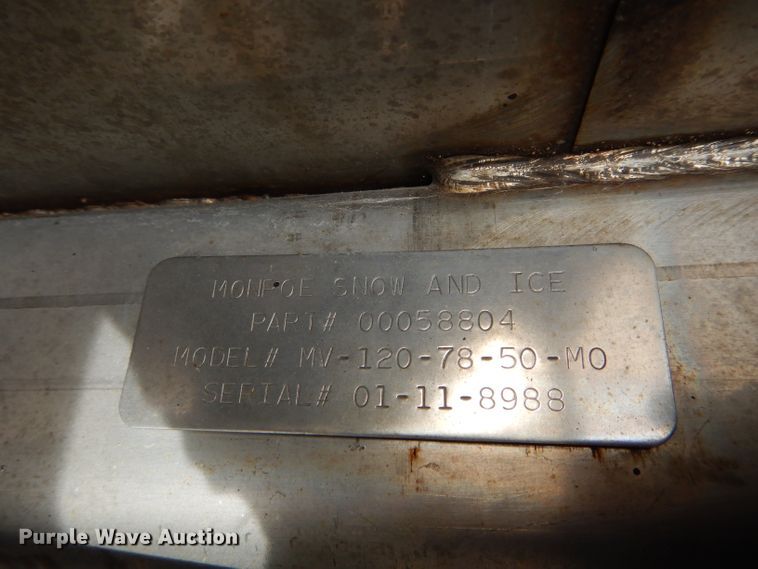 MONROE SNOW AND ICE
PART# 00058804
MODEL# MV-120-78-50-MO
SERIAL# 01-11-8988
Purple Wave Auction